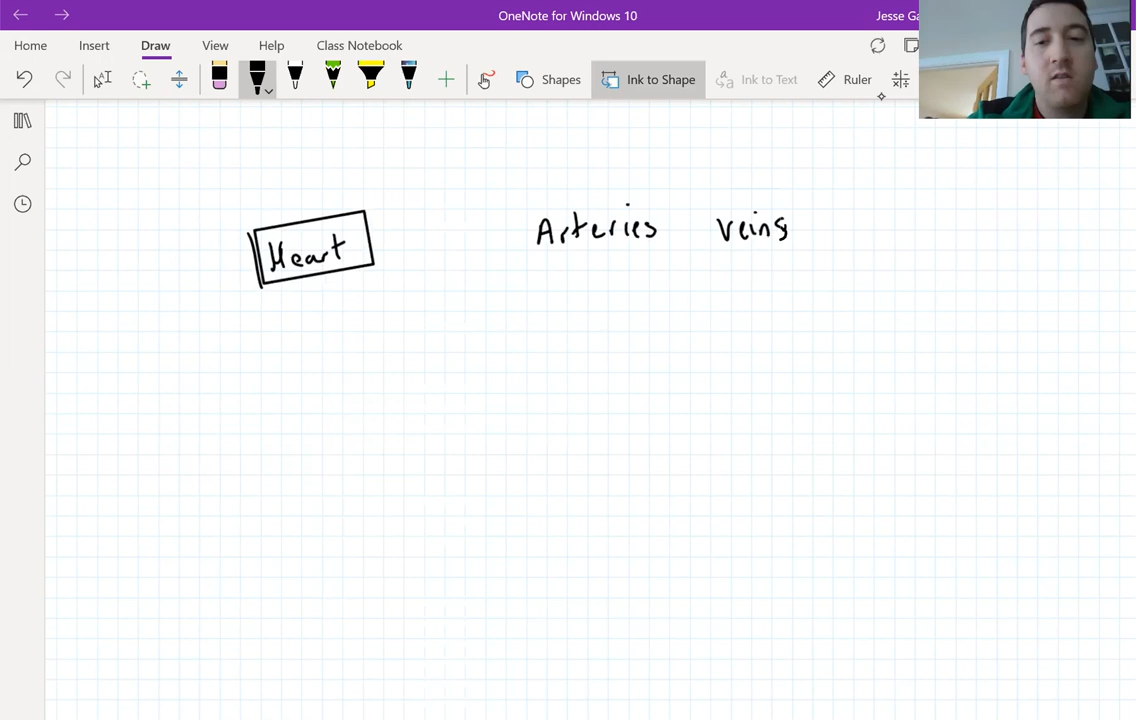 OneNote for Windows 10
Jesse Ga
Home Insert Draw View Help Class Notebook
Shapes Ink to Shape Ink to Text Ruler
Heart Arteries veins